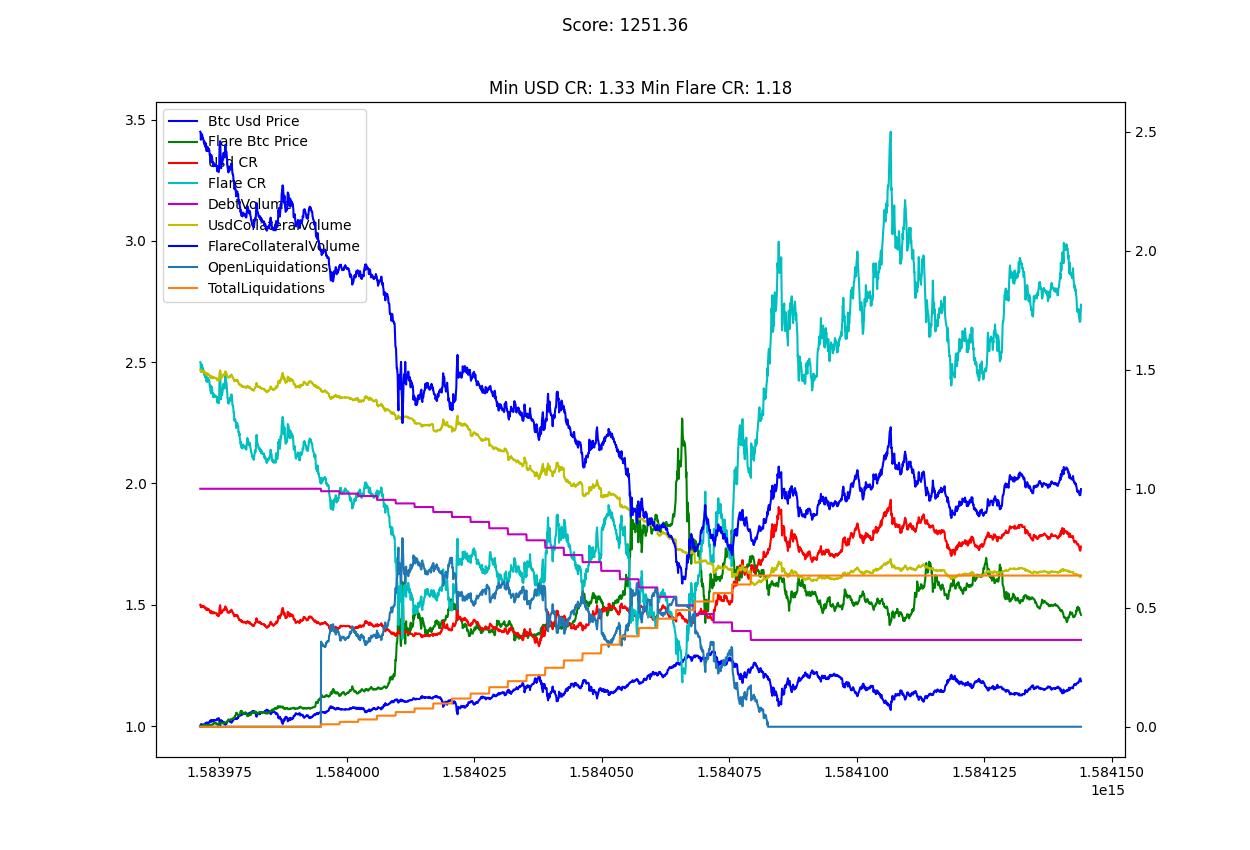 Score: 1251.36
Min USD CR: 1.33 Min Flare CR: 1.18
Btc Usd Price
Flare Btc Price
Usd CR
Flare CR
DebtVolume
UsdCollateralVolume
FlareCollateralVolume
OpenLiquidations
TotalLiquidations
3.5
3.0
2.5
2.0
1.5
1.0
2.5
2.0
1.5
1.0
0.5
0.0
1.583975 1.584000 1.584025 1.584050 1.584075 1.584100 1.584125 1.584150
1e15